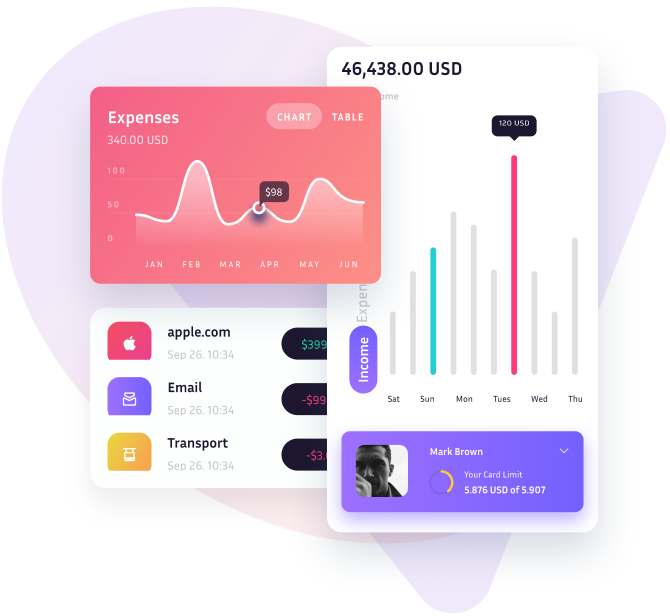 46,438.00 USD
Expenses
CHART
TABLE
340.00 USD
100
50
0
$98
JAN FEB MAR APR MAY JUN
120 USD
Income
Sat Sun Mon Tues Wed Thu
apple.com
Sep 26. 10:34
$399
Email
Sep 26. 10:34
-$99
Transport
Sep 26. 10:34
-$3.
Mark Brown
Your Card Limit
5.876 USD of 5.907